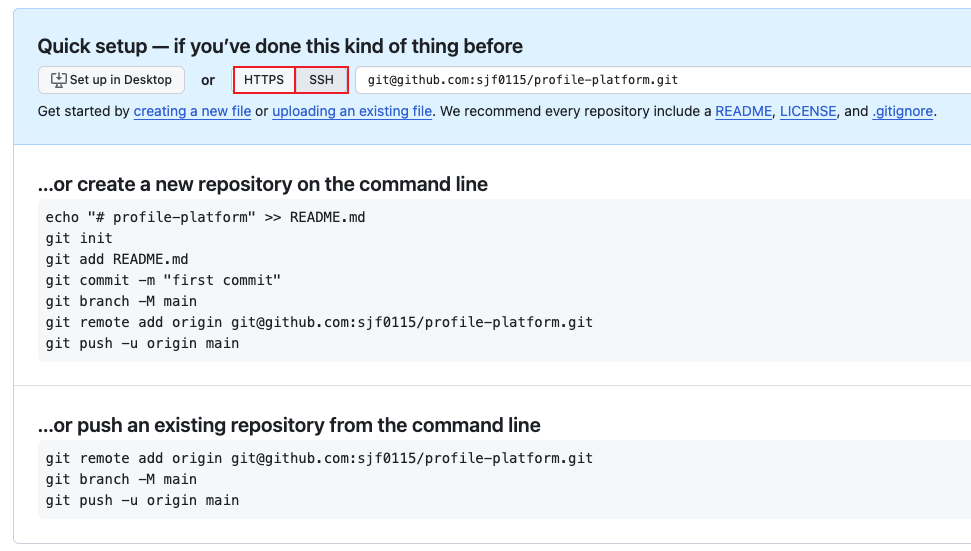 Quick setup — if you’ve done this kind of thing before
Set up in Desktop or HTTPS SSH git@github.com:sjf0115/profile-platform.git
Get started by creating a new file or uploading an existing file. We recommend every repository include a README, LICENSE, and .gitignore.
…or create a new repository on the command line
echo "# profile-platform" >> README.md
git init
git add README.md
git commit -m "first commit"
git branch -M main
git remote add origin git@github.com:sjf0115/profile-platform.git
git push -u origin main
…or push an existing repository from the command line
git remote add origin git@github.com:sjf0115/profile-platform.git
git branch -M main
git push -u origin main